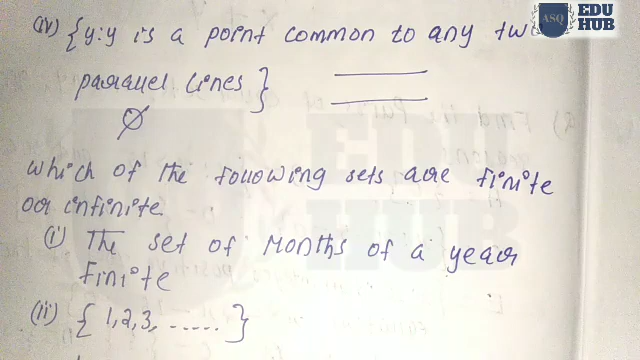 (iv) {y:y is a point common to any tw
parallel lines}
∅
which of the following sets are finite
or infinite.
(i) The set of Months of a year
finite
(ii) { 1,2,3, ...... }
ASQ EDU HUB